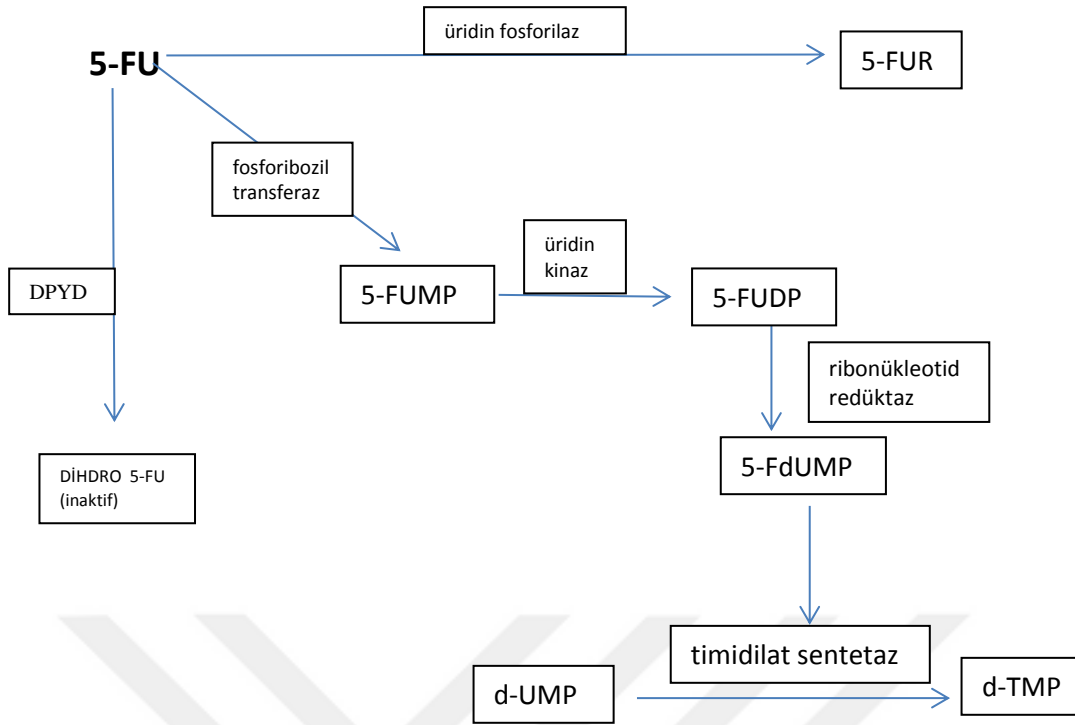 üridin fosforilaz
5-FU
5-FUR
fosforibozil
transferaz
üridin
kinaz
DPYD
5-FUMP
5-FUDP
ribonükleotid
redüktaz
5-FdUMP
DİHDRO 5-FU
(inaktif)
timidilat sentetaz
d-UMP
d-TMP